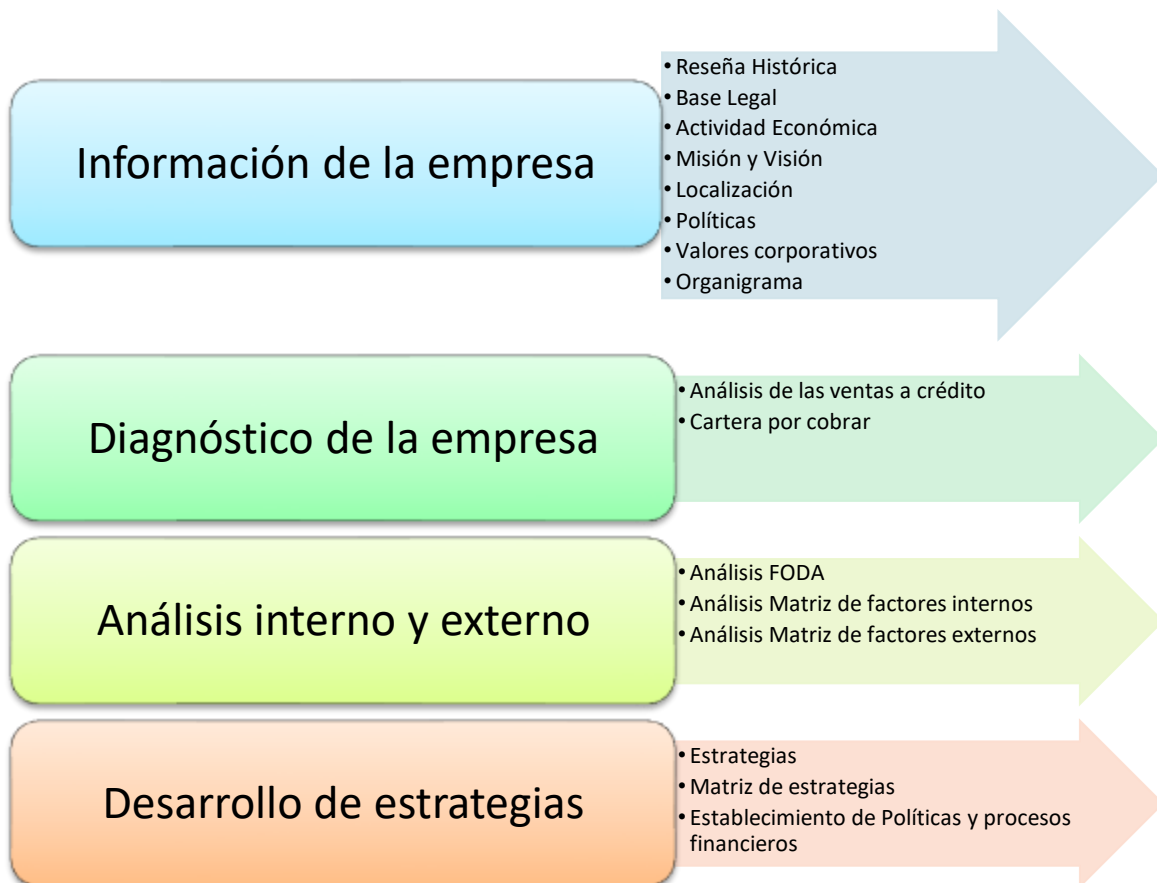 Información de la empresa
• Reseña Histórica
• Base Legal
• Actividad Económica
• Misión y Visión
• Localización
• Políticas
• Valores corporativos
• Organigrama
Diagnóstico de la empresa
• Análisis de las ventas a crédito
• Cartera por cobrar
Análisis interno y externo
• Análisis FODA
• Análisis Matriz de factores internos
• Análisis Matriz de factores externos
Desarrollo de estrategias
• Estrategias
• Matriz de estrategias
• Establecimiento de Políticas y procesos
financieros